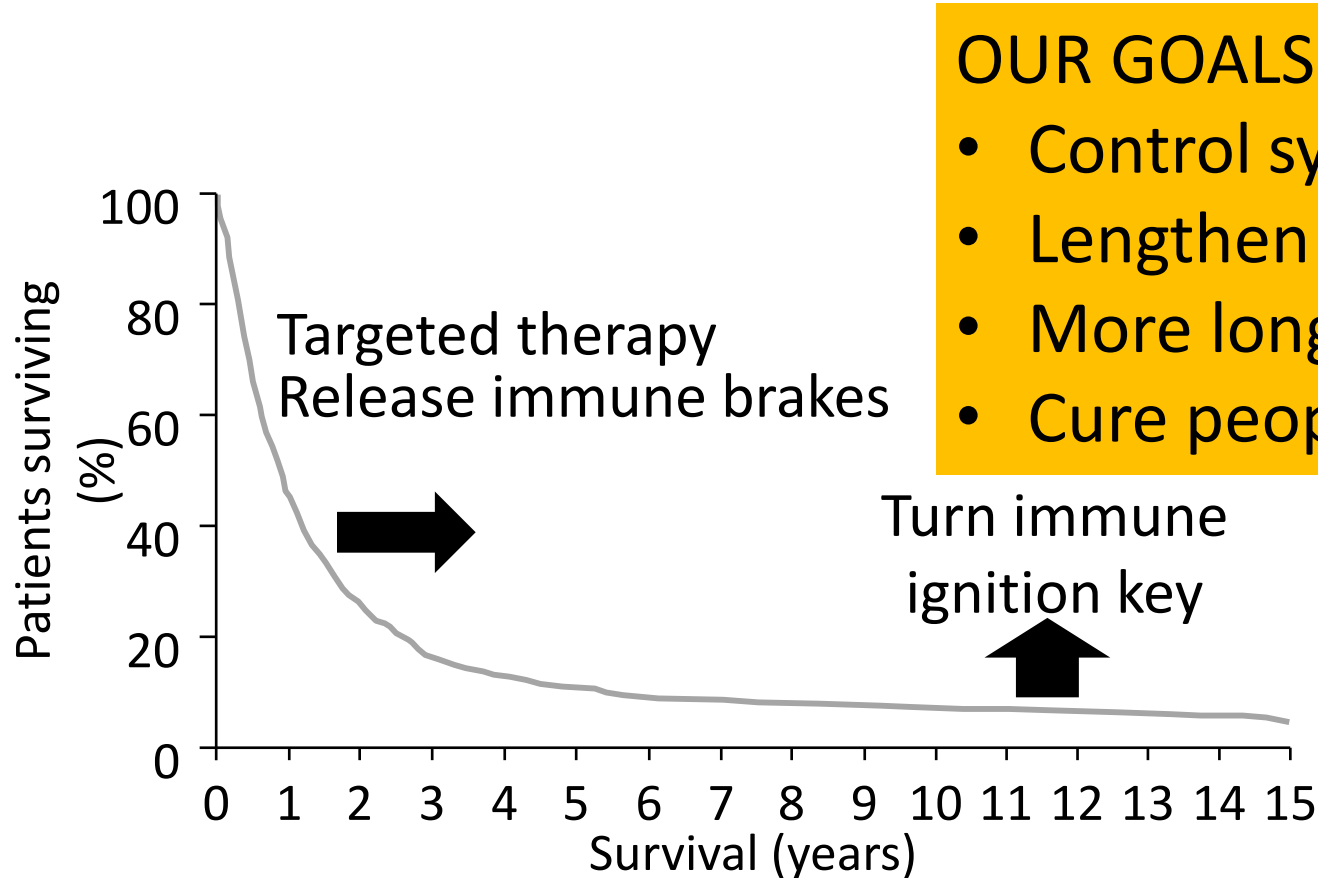 OUR GOALS
• Control sy
• Lengthen
• More long
• Cure peop
Patients surviving
(%)
100
80
60
40
20
0
Targeted therapy
Release immune brakes
Turn immune
ignition key
0 1 2 3 4 5 6 7 8 9 10 11 12 13 14 15
Survival (years)